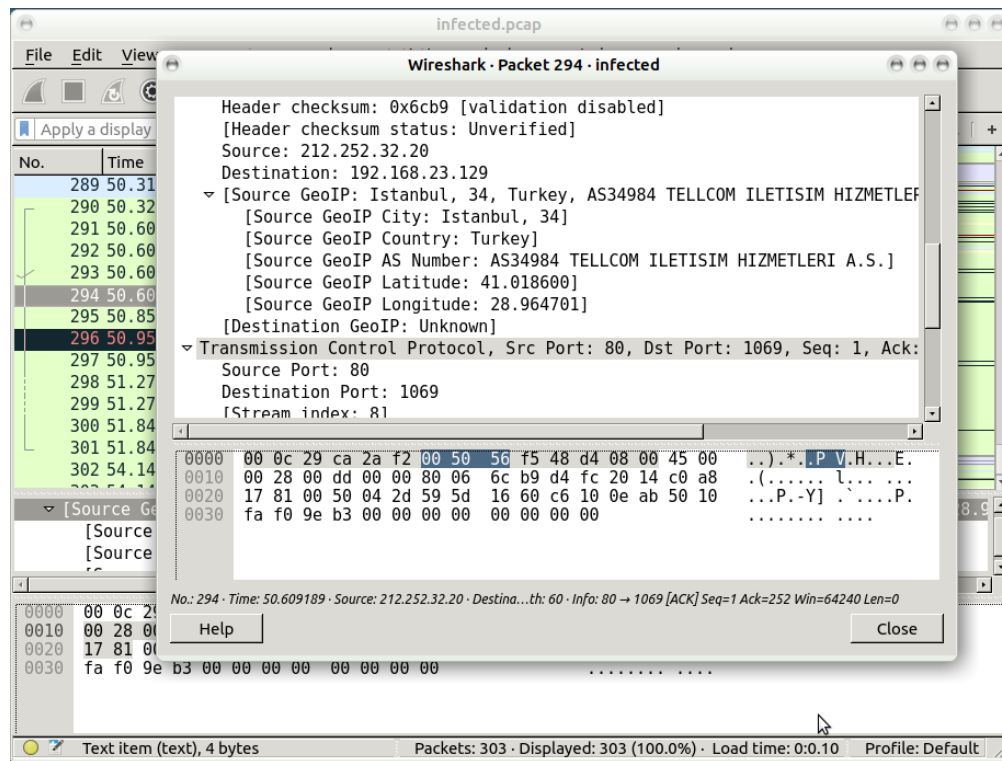 infected.pcap
File Edit View
Wireshark · Packet 294 · infected
Apply a display
+
No. Time
289 50.31
290 50.32
291 50.60
292 50.60
293 50.60
294 50.60
295 50.85
296 50.95
297 50.95
298 51.27
299 51.27
300 51.84
301 51.84
302 54.14
Header checksum: 0x6cb9 [validation disabled]
[Header checksum status: Unverified]
Source: 212.252.32.20
Destination: 192.168.23.129
[Source GeoIP: Istanbul, 34, Turkey, AS34984 TELLCOM ILETISIM HIZMETLER
[Source GeoIP City: Istanbul, 34]
[Source GeoIP Country: Turkey]
[Source GeoIP AS Number: AS34984 TELLCOM ILETISIM HIZMETLERI A.S.]
[Source GeoIP Latitude: 41.018600]
[Source GeoIP Longitude: 28.964701]
[Destination GeoIP: Unknown]
Transmission Control Protocol, Src Port: 80, Dst Port: 1069, Seq: 1, Ack:
Source Port: 80
Destination Port: 1069
[Stream index: 8]
0000 00 0c 29 ca 2a f2 00 50 56 f5 48 d4 08 00 45 00 ..).*..P V.H...E.
0010 00 28 00 dd 00 00 80 06 6c b9 d4 fc 20 14 c0 a8 .(...... l... ...
0020 17 81 00 50 04 2d 59 5d 16 60 c6 10 0e ab 50 10 ...P.-Y] .`....P.
0030 fa f0 9e b3 00 00 00 00 00 00 00 00 ........ ....
No.: 294 · Time: 50.609189 · Source: 212.252.32.20 · Destina...th: 60 · Info: 80 → 1069 [ACK] Seq=1 Ack=252 Win=64240 Len=0
Help Close
[Source Ge
[Source
[Source
0000 00 0c 29
0010 00 28 00
0020 17 81 00
0030 fa f0 9e b3 00 00 00 00 00 00 00 00 ........ ....
Text item (text), 4 bytes Packets: 303 · Displayed: 303 (100.0%) · Load time: 0:0.10 Profile: Default